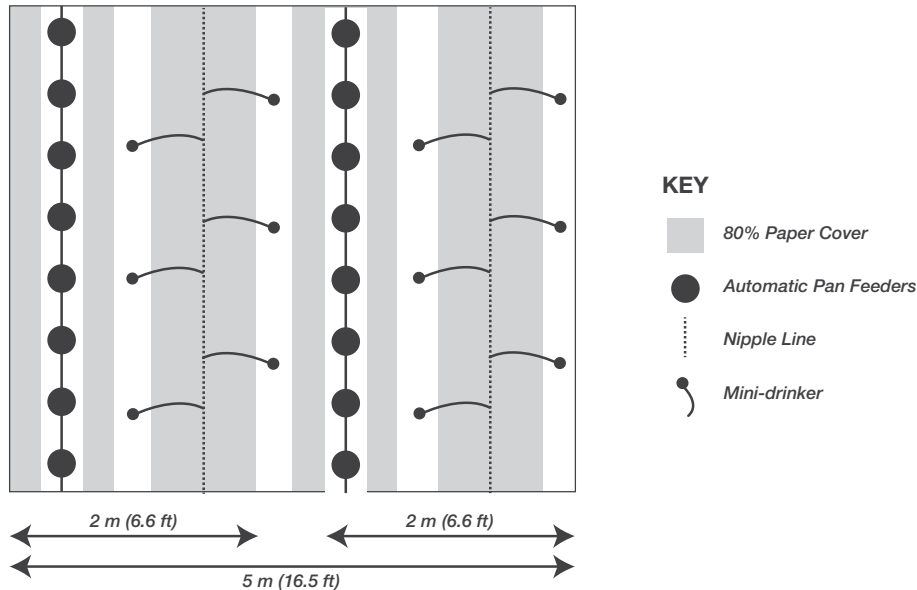 KEY
80% Paper Cover
Automatic Pan Feeders
Nipple Line
Mini-drinker
2 m (6.6 ft)
2 m (6.6 ft)
5 m (16.5 ft)